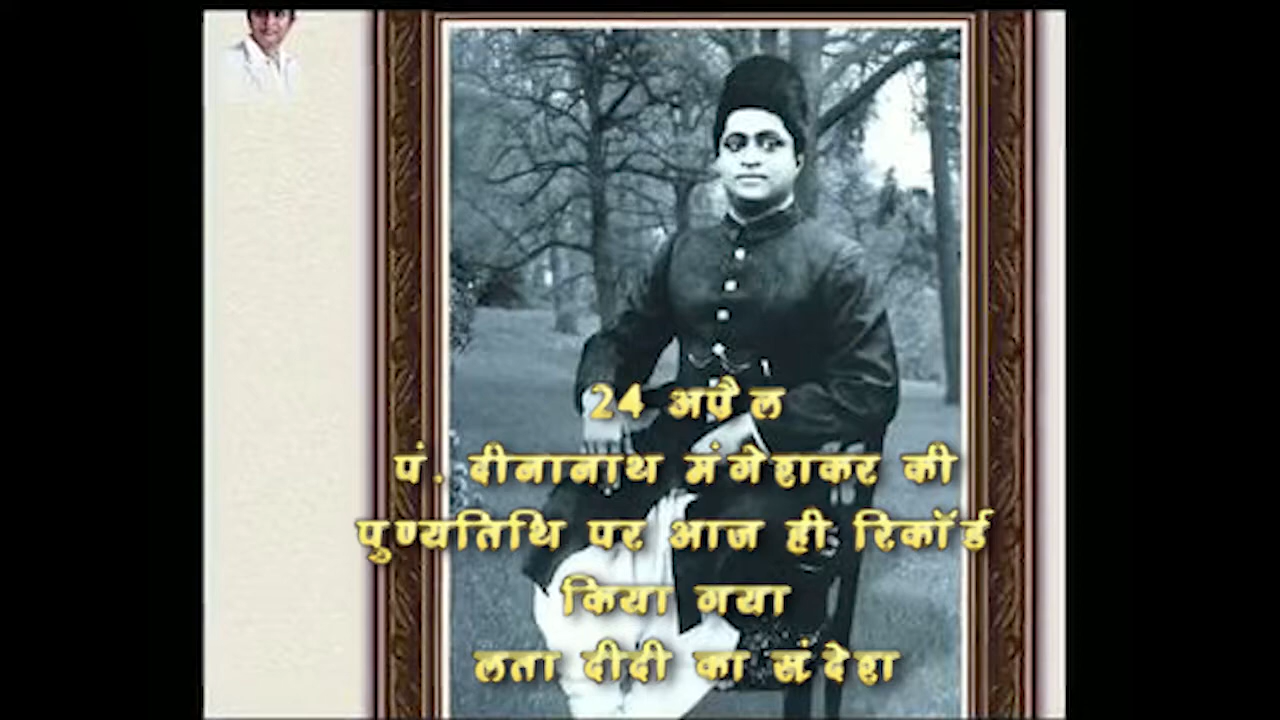 24 अप्रैल
पं. दीनानाथ मंगेशकर की
पुण्यतिथि पर आज ही रिकॉर्ड
किया गया
लता दीदी का संदेश